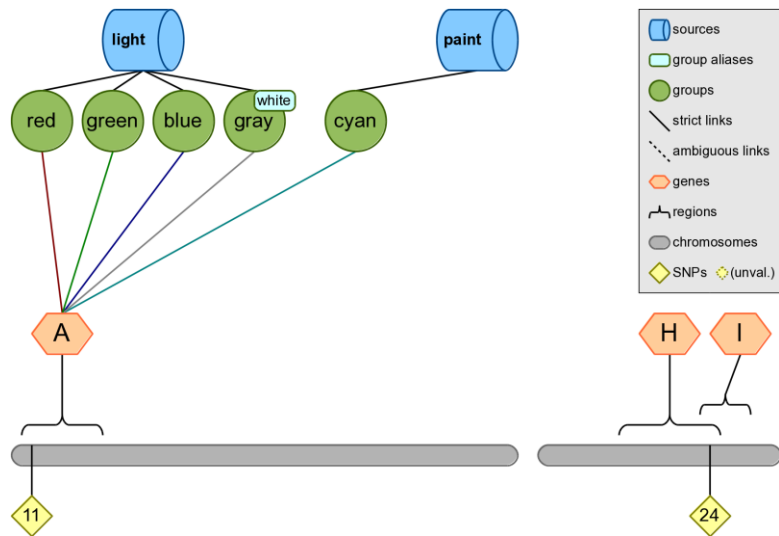 light
paint
sources
group aliases
groups
strict links
ambiguous links
genes
regions
chromosomes
SNPs (unval.)
white
red
green
blue
gray
cyan
A
H
I
11
24